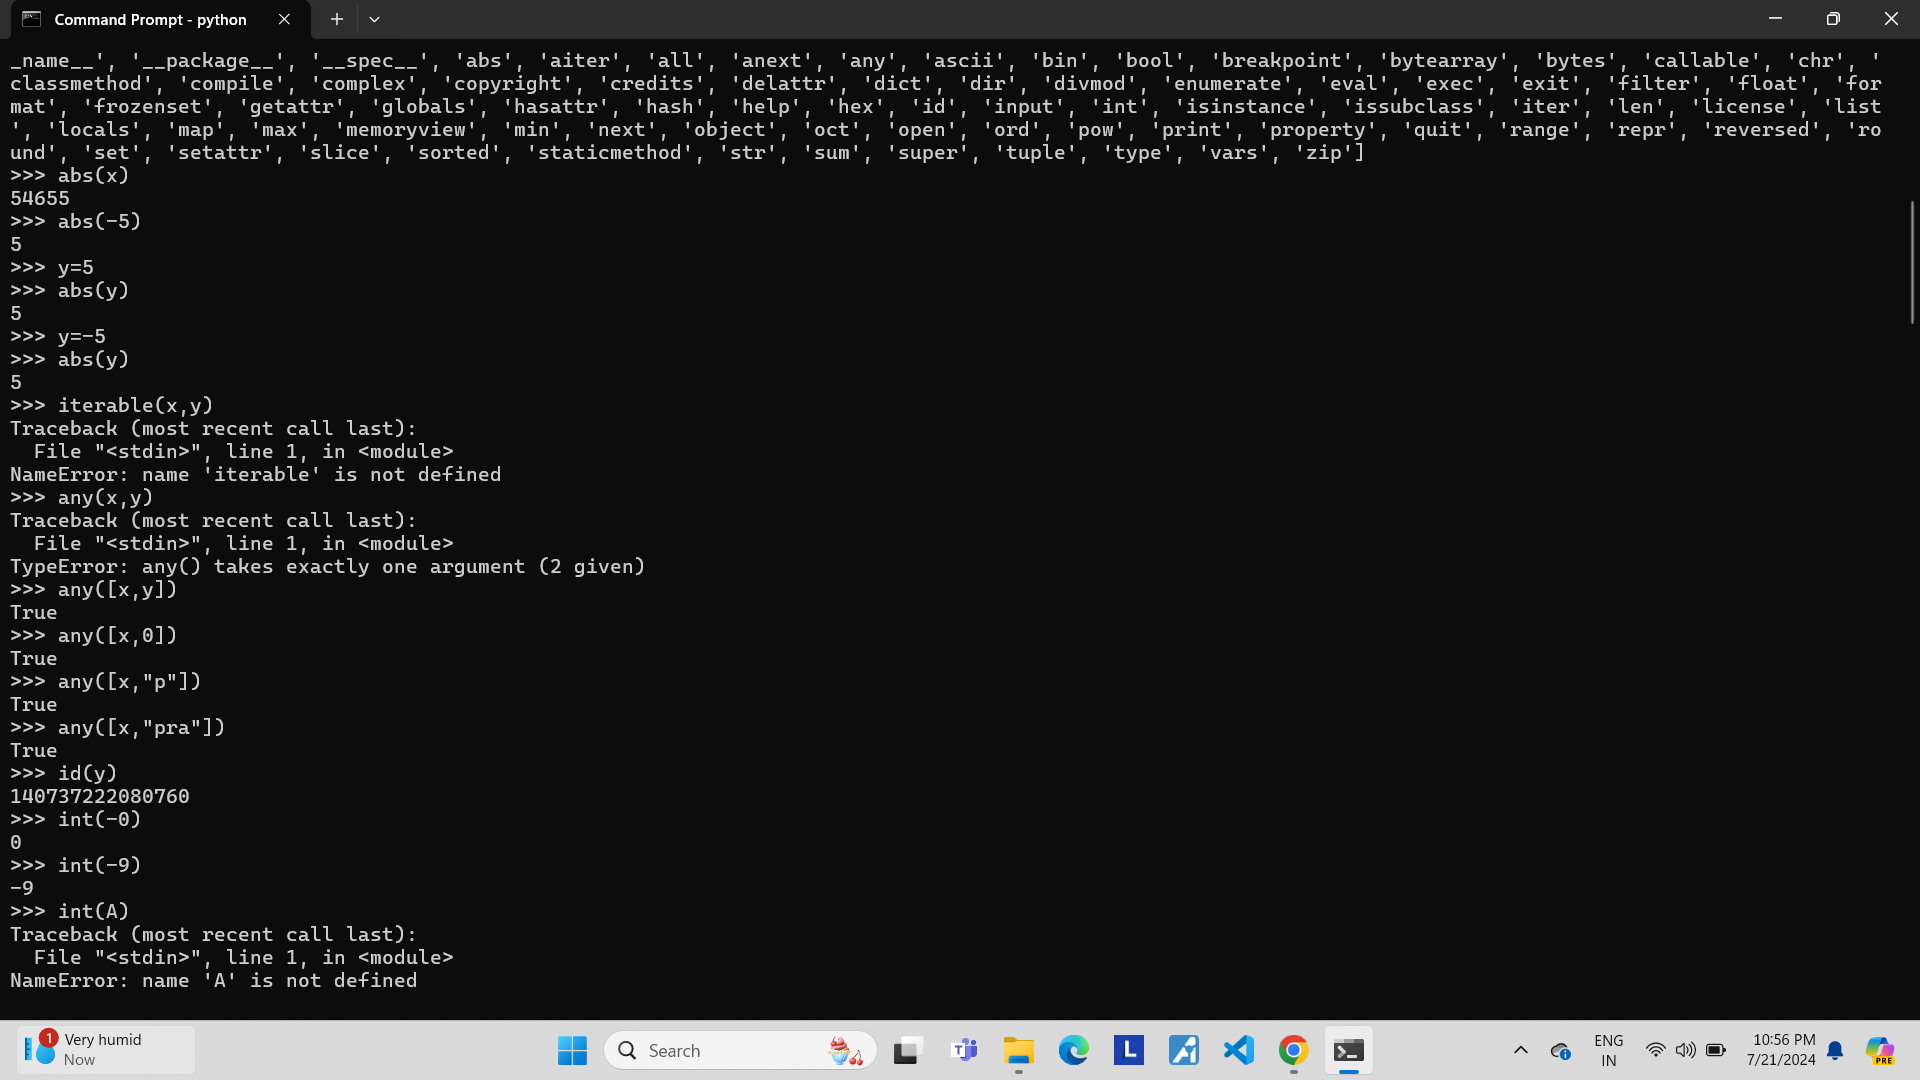 Command Prompt - python
_name__', '__package__', '__spec__', 'abs', 'aiter', 'all', 'anext', 'any', 'ascii', 'bin', 'bool', 'breakpoint', 'bytearray', 'bytes', 'callable', 'chr', '
classmethod', 'compile', 'complex', 'copyright', 'credits', 'delattr', 'dict', 'dir', 'divmod', 'enumerate', 'eval', 'exec', 'exit', 'filter', 'float', 'for
mat', 'frozenset', 'getattr', 'globals', 'hasattr', 'hash', 'help', 'hex', 'id', 'input', 'int', 'isinstance', 'issubclass', 'iter', 'len', 'license', 'list
', 'locals', 'map', 'max', 'memoryview', 'min', 'next', 'object', 'oct', 'open', 'ord', 'pow', 'print', 'property', 'quit', 'range', 'repr', 'reversed', 'ro
und', 'set', 'setattr', 'slice', 'sorted', 'staticmethod', 'str', 'sum', 'super', 'tuple', 'type', 'vars', 'zip']
>>> abs(x)
54655
>>> abs(-5)
5
>>> y=5
>>> abs(y)
5
>>> y=-5
>>> abs(y)
5
>>> iterable(x,y)
Traceback (most recent call last):
  File "<stdin>", line 1, in <module>
NameError: name 'iterable' is not defined
>>> any(x,y)
Traceback (most recent call last):
  File "<stdin>", line 1, in <module>
TypeError: any() takes exactly one argument (2 given)
>>> any([x,y])
True
>>> any([x,0])
True
>>> any([x,"p"])
True
>>> any([x,"pra"])
True
>>> id(y)
140737222080760
>>> int(-0)
0
>>> int(-9)
-9
>>> int(A)
Traceback (most recent call last):
  File "<stdin>", line 1, in <module>
NameError: name 'A' is not defined
1
Very humid
Now
Search
T
L
ENG
IN
10:56 PM
7/21/2024
PRE